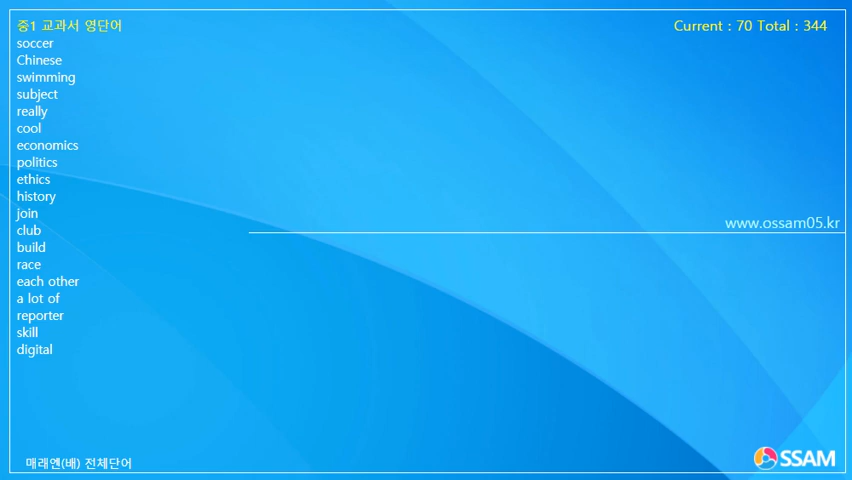 중1 교과서 영단어
Current : 70 Total : 344
soccer
Chinese
swimming
subject
really
cool
economics
politics
ethics
history
join
club
build
race
each other
a lot of
reporter
skill
digital
www.ossam05.kr
매래엔(배) 전체단어
OSSAM